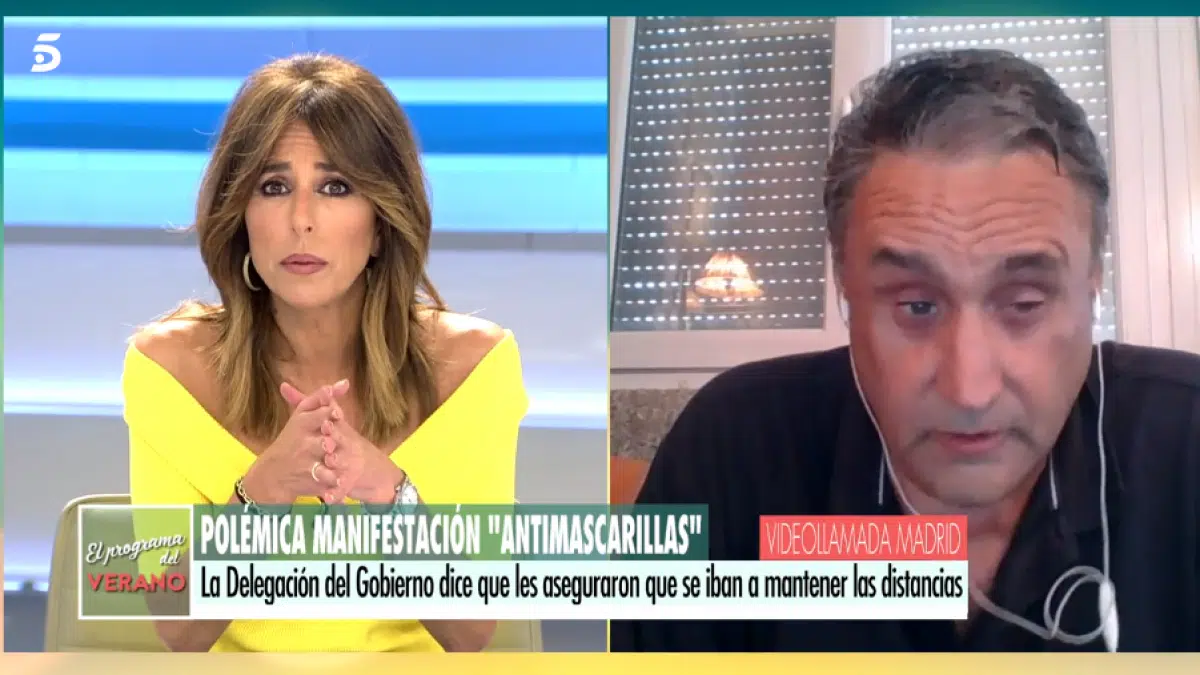 5
POLÉMICA MANIFESTACIÓN "ANTIMASCARILLAS"
VIDEOLLAMADA MADRID
El programa
del
VERANO
La Delegación del Gobierno dice que les aseguraron que se iban a mantener las distancias